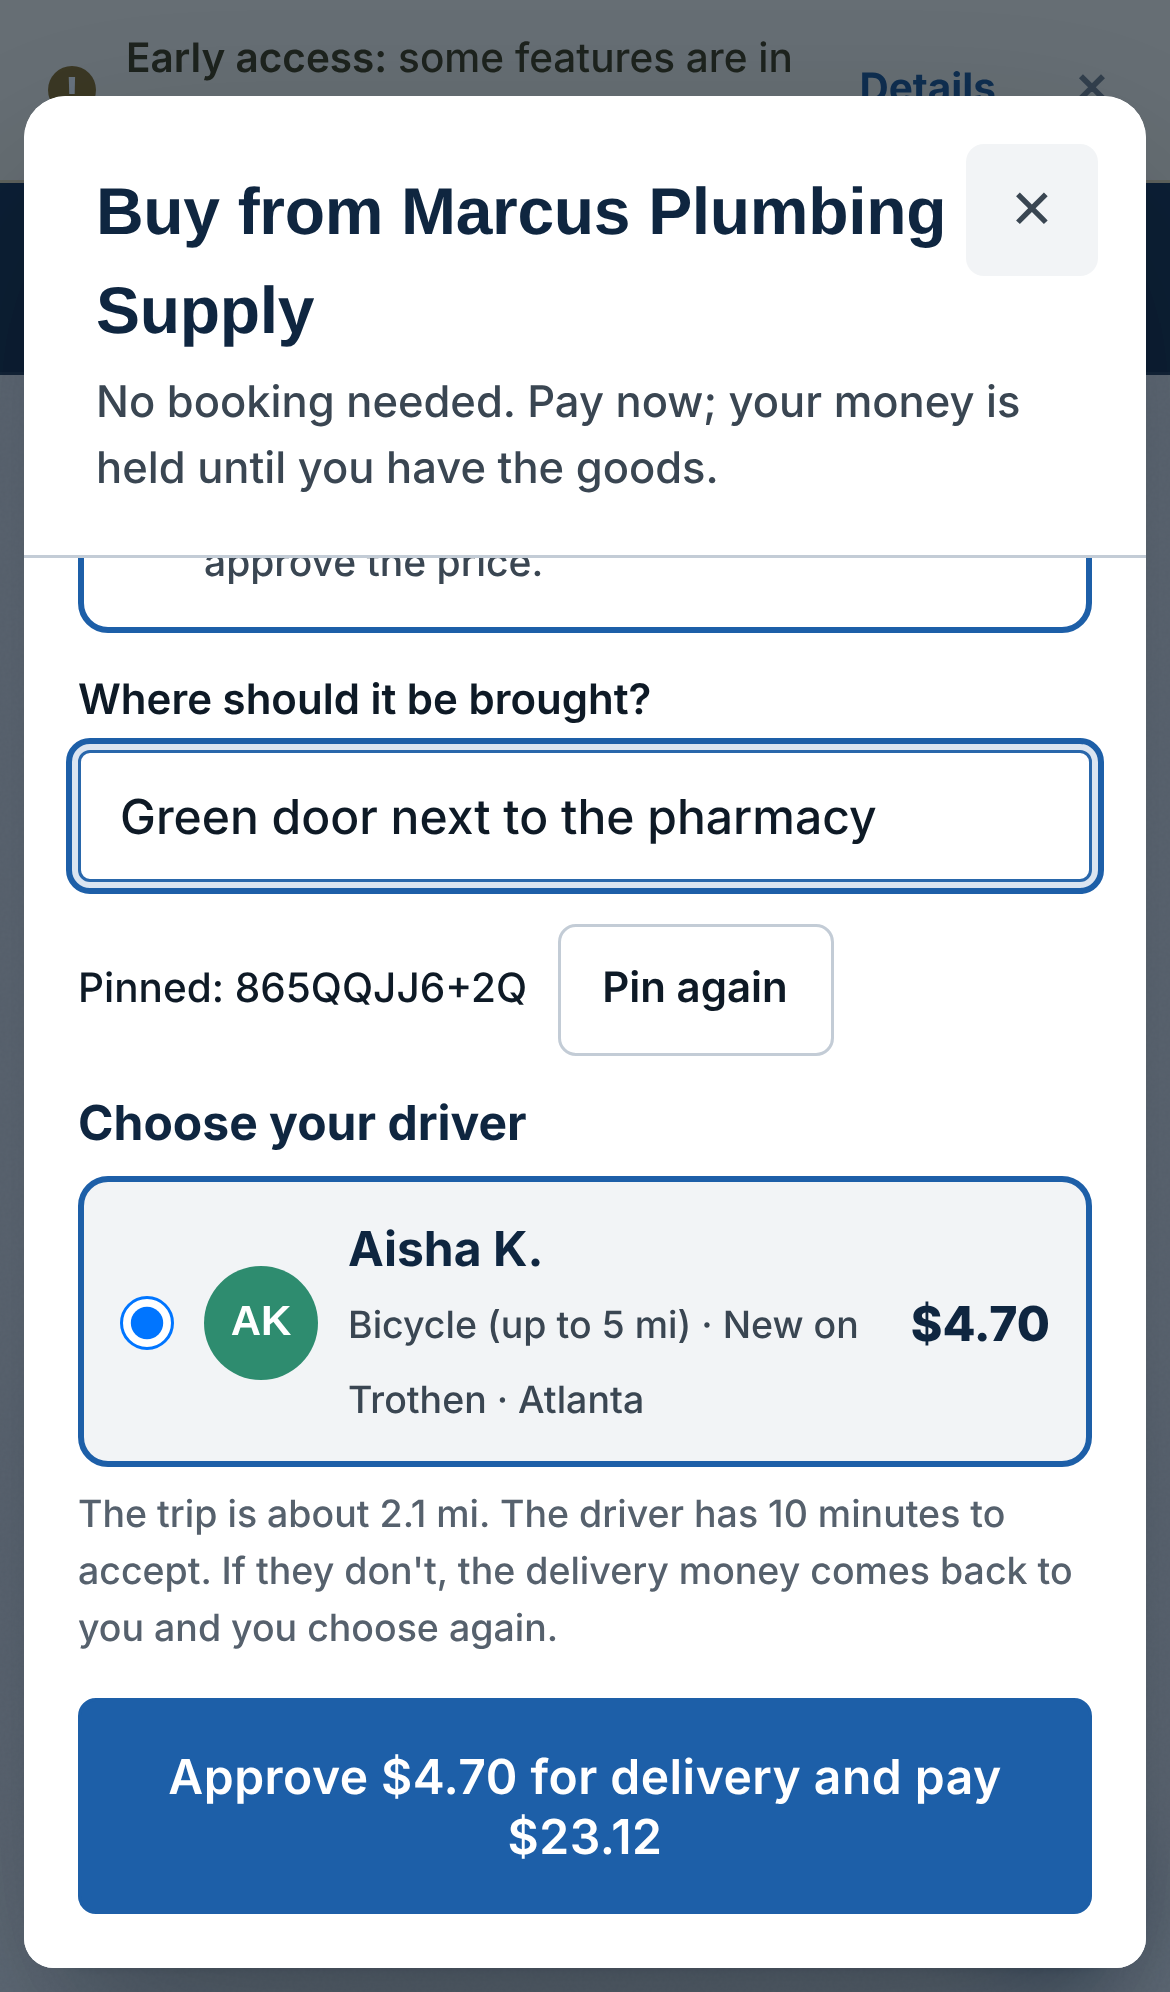 Early access: some features are in
Details
Buy from Marcus Plumbing
Supply
No booking needed. Pay now; your money is
held until you have the goods.
approve the price.
Where should it be brought?
Green door next to the pharmacy
Pinned: 865QQJJ6+2Q
Pin again
Choose your driver
AK
Aisha K.
Bicycle (up to 5 mi) · New on
Trothen · Atlanta
$4.70
The trip is about 2.1 mi. The driver has 10 minutes to
accept. If they don't, the delivery money comes back to
you and you choose again.
Approve $4.70 for delivery and pay
$23.12